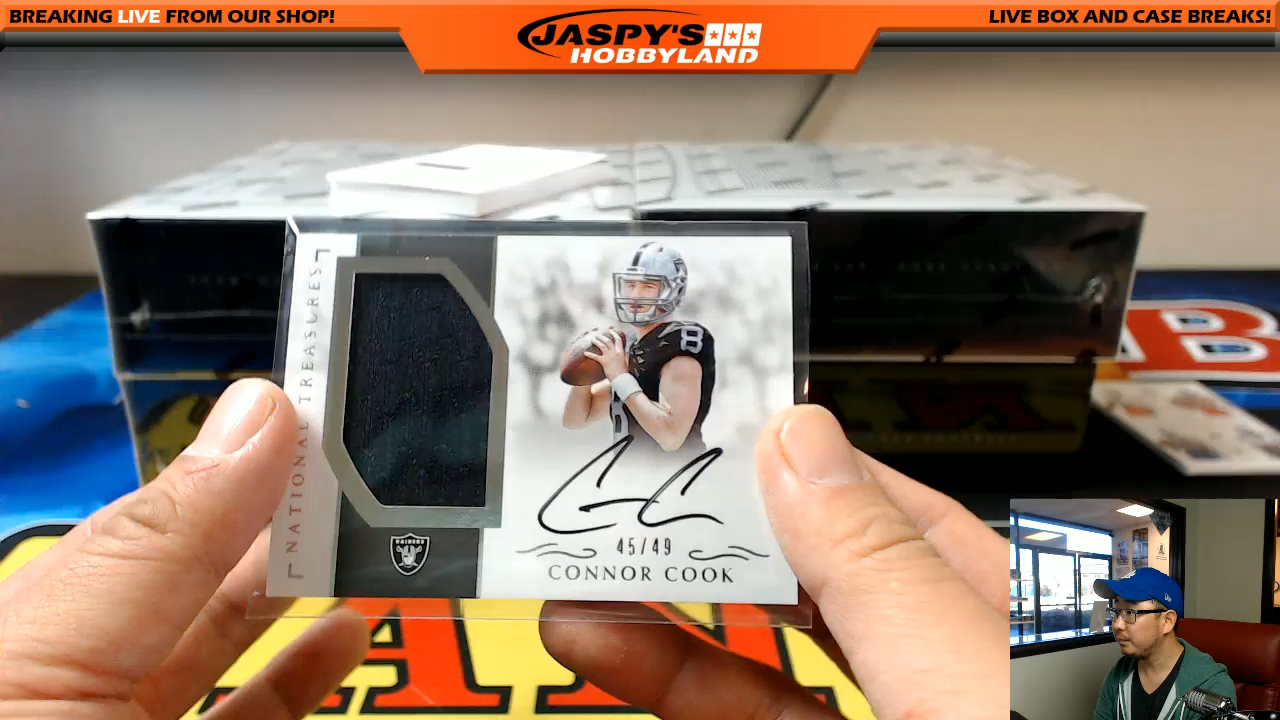 BREAKING LIVE FROM OUR SHOP!
JASPY'S
HOBBYLAND
LIVE BOX AND CASE BREAKS!
NATIONAL TREASURES
8
RAIDERS
45/49
CONNOR COOK